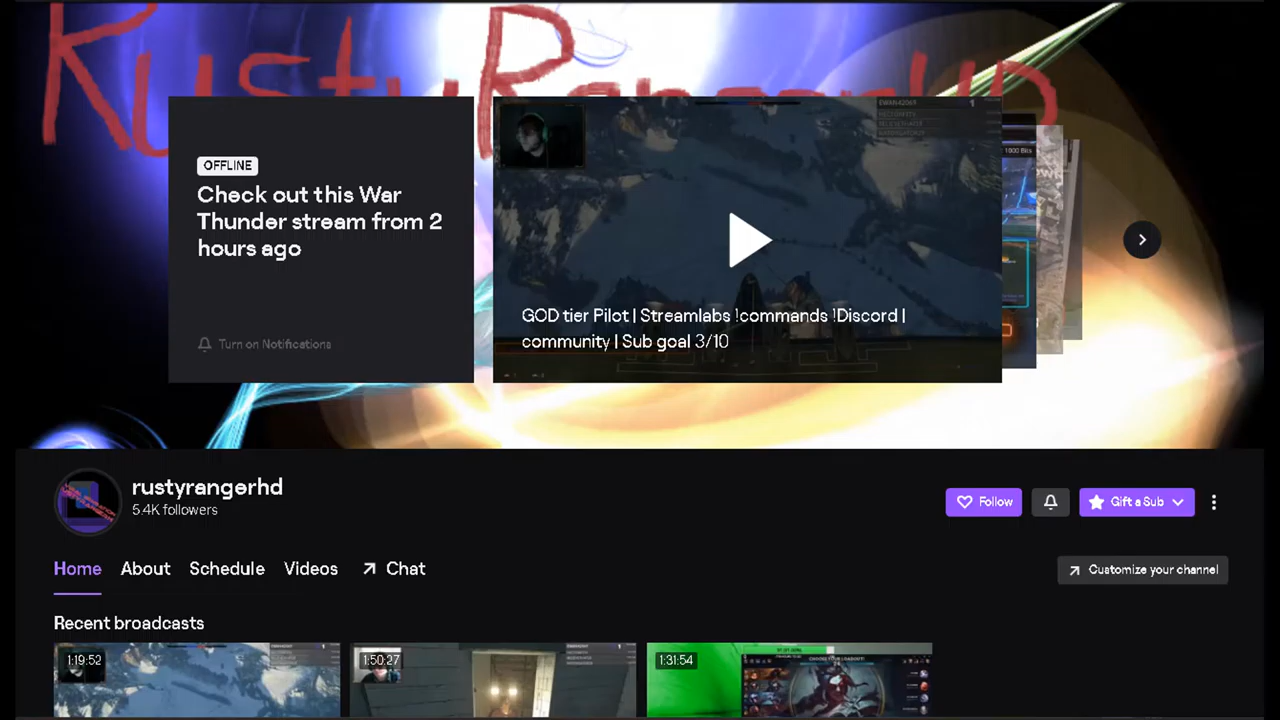 OFFLINE
Check out this War
Thunder stream from 2
hours ago
Turn on Notifications
GOD tier Pilot | Streamlabs !commands !Discord |
community | Sub goal 3/10
1000 Bits
rustyrangerhd
5.4K followers
Follow
Gift a Sub
Home About Schedule Videos Chat
Customize your channel
Recent broadcasts
1:19:52 1:50:27 1:31:54